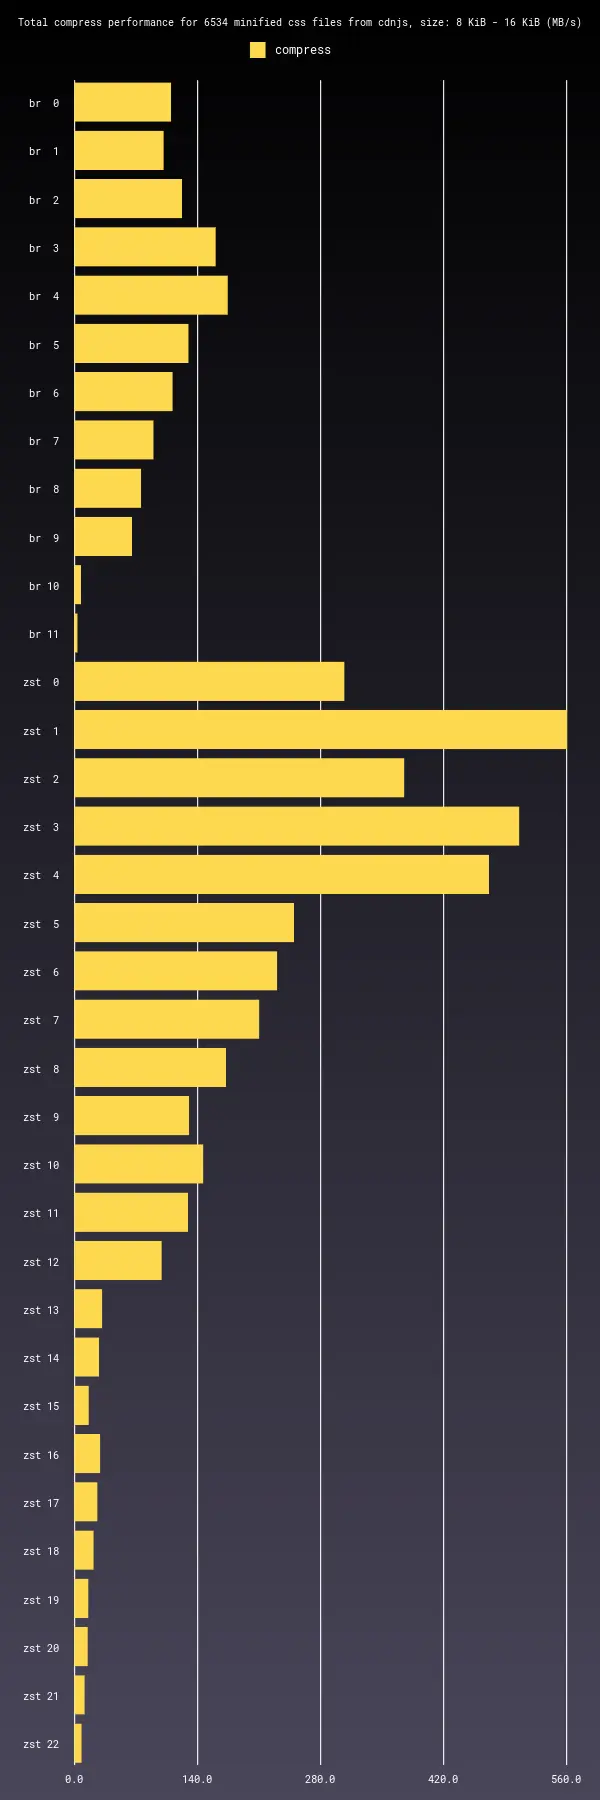 Total compress performance for 6534 minified css files from cdnjs, size: 8 KiB - 16 KiB (MB/s)
compress
br 0
br 1
br 2
br 3
br 4
br 5
br 6
br 7
br 8
br 9
br 10
br 11
zst 0
zst 1
zst 2
zst 3
zst 4
zst 5
zst 6
zst 7
zst 8
zst 9
zst 10
zst 11
zst 12
zst 13
zst 14
zst 15
zst 16
zst 17
zst 18
zst 19
zst 20
zst 21
zst 22
0.0 140.0 280.0 420.0 560.0